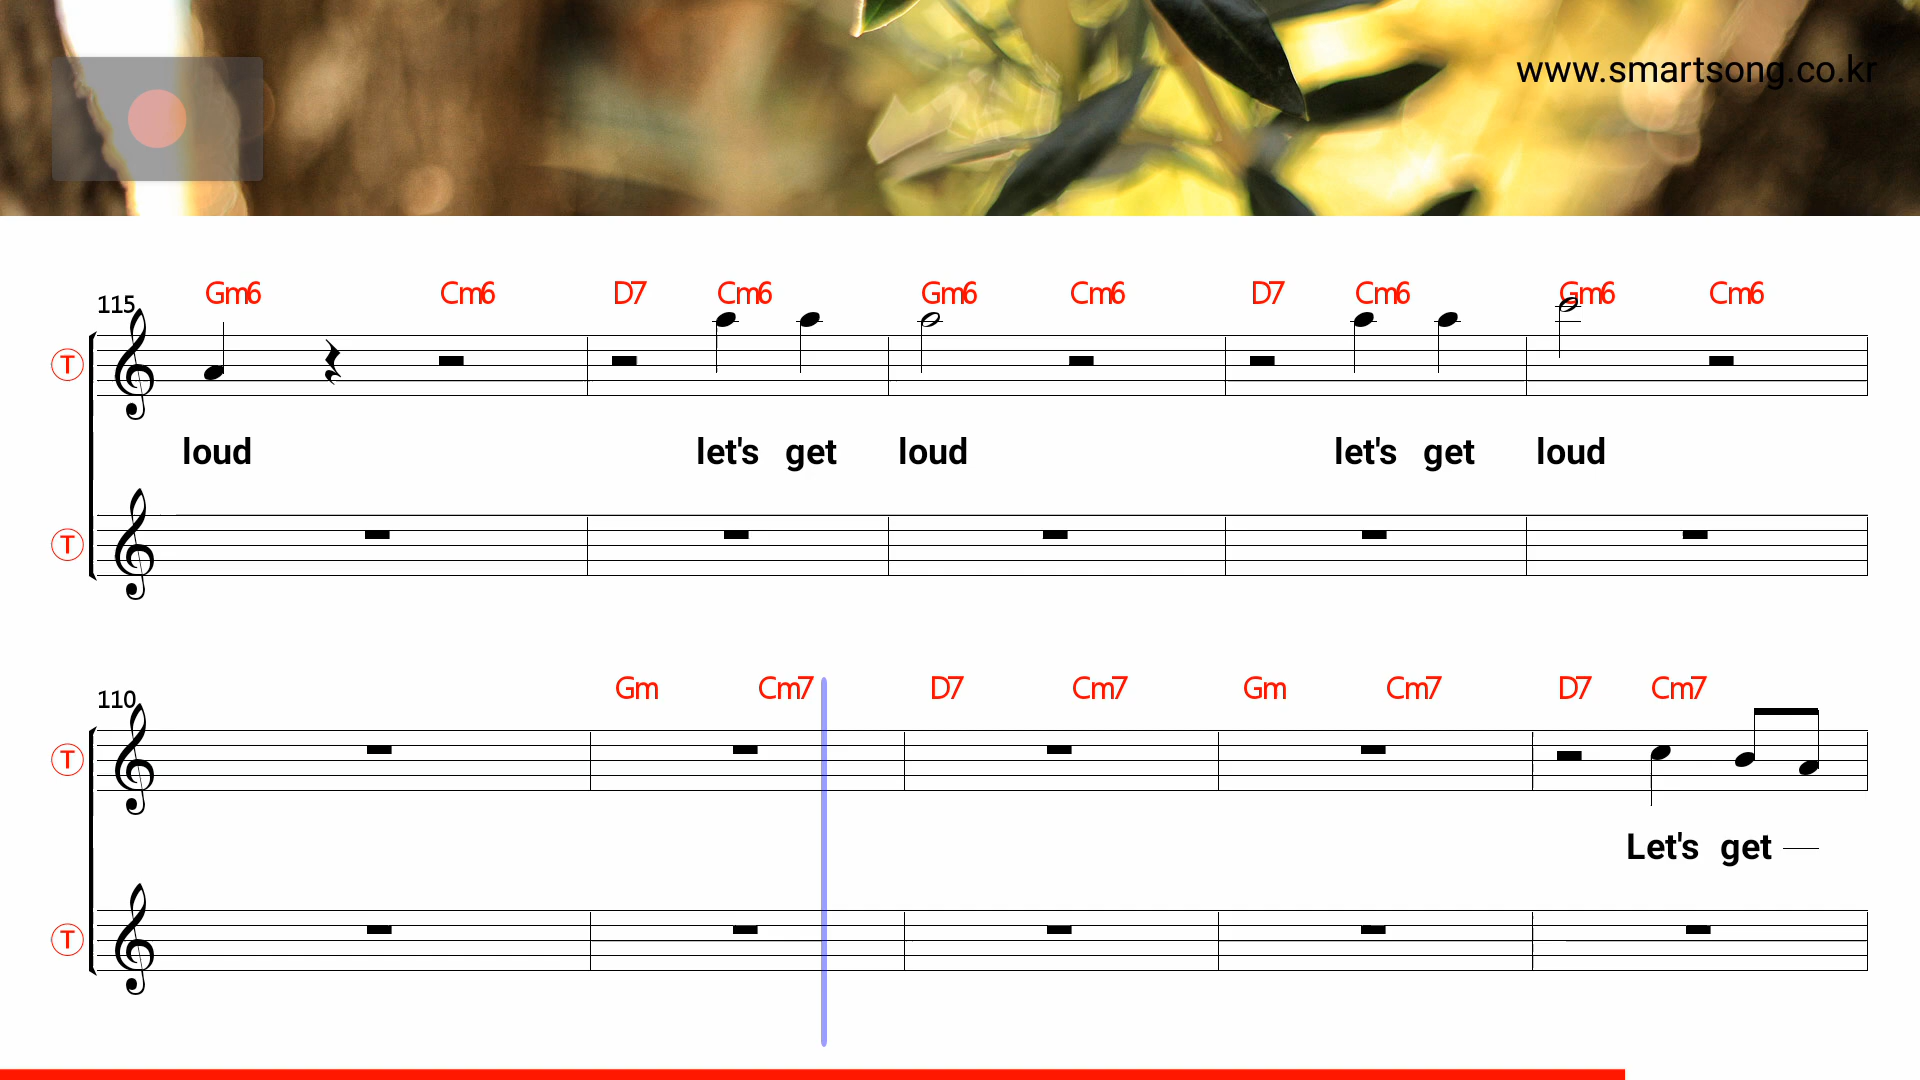 www.smartsong.co.kr
115 Gm6 Cm6 D7 Cm6 Gm6 Cm6 D7 Cm6 Gm6 Cm6
T
loud let's get loud let's get loud
T
110 Gm Cm7 D7 Cm7 Gm Cm7 D7 Cm7
T
Let's get
T